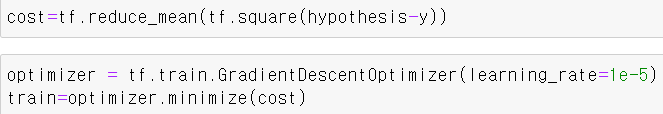 cost=tf.reduce_mean(tf.square(hypothesis-y))
optimizer = tf.train.GradientDescentOptimizer(learning_rate=1e-5)
train=optimizer.minimize(cost)